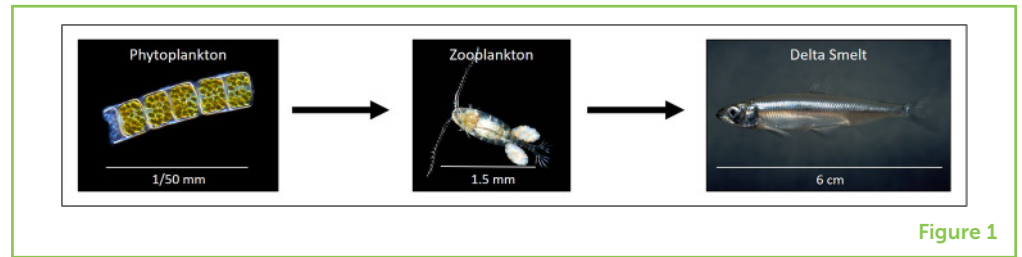 Phytoplankton
Zooplankton
Delta Smelt
1/50 mm
1.5 mm
6 cm
Figure 1